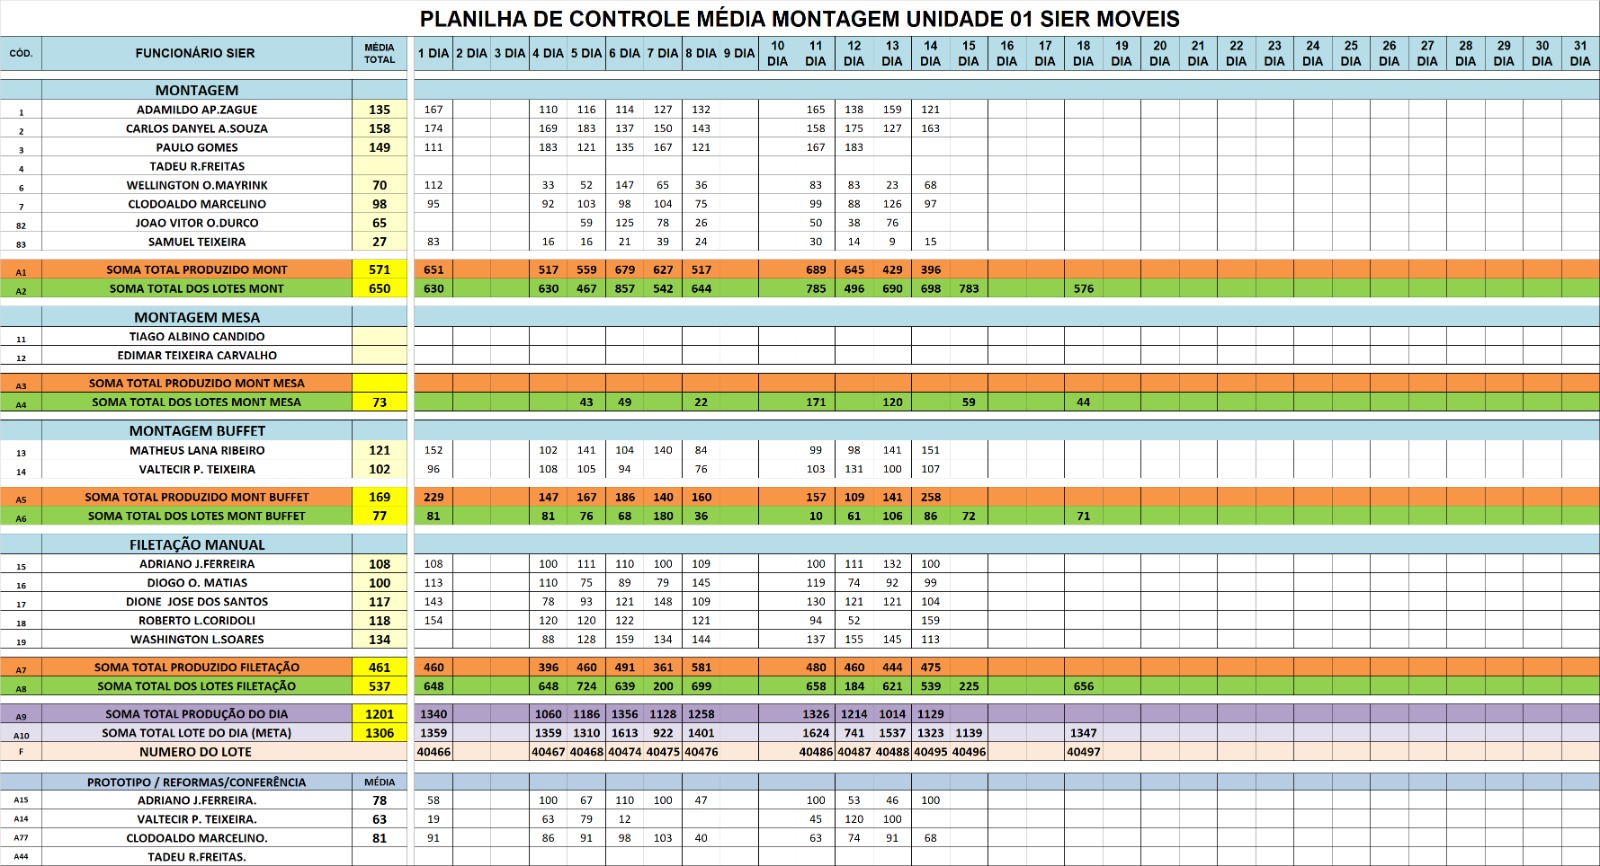 PLANILHA DE CONTROLE MÉDIA MONTAGEM UNIDADE 01 SIER MOVEIS
CÓD. FUNCIONÁRIO SIER MÉDIA TOTAL 1 DIA 2 DIA 3 DIA 4 DIA 5 DIA 6 DIA 7 DIA 8 DIA 9 DIA 10 DIA 11 DIA 12 DIA 13 DIA 14 DIA 15 DIA 16 DIA 17 DIA 18 DIA 19 DIA 20 DIA 21 DIA 22 DIA 23 DIA 24 DIA 25 DIA 26 DIA 27 DIA 28 DIA 29 DIA 30 DIA 31 DIA
MONTAGEM
1 ADAMILDO AP.ZAGUE 135 167 110 116 114 127 132 165 138 159 121
2 CARLOS DANYEL A.SOUZA 158 174 169 183 137 150 143 158 175 127 163
3 PAULO GOMES 149 111 183 121 135 167 121 167 183
4 TADEU R.FREITAS
6 WELLINGTON O.MAYRINK 70 112 33 52 147 65 36 83 83 23 68
7 CLODOALDO MARCELINO 98 95 92 103 98 104 75 99 88 126 97
82 JOAO VITOR O.DURCO 65 59 125 78 26 50 38 76
83 SAMUEL TEIXEIRA 27 83 16 16 21 39 24 30 14 9 15
A1 SOMA TOTAL PRODUZIDO MONT 571 651 517 559 679 627 517 689 645 429 396
A2 SOMA TOTAL DOS LOTES MONT 650 630 630 467 857 542 644 785 496 690 698 783 576
MONTAGEM MESA
11 TIAGO ALBINO CANDIDO
12 EDIMAR TEIXEIRA CARVALHO
A3 SOMA TOTAL PRODUZIDO MONT MESA
A4 SOMA TOTAL DOS LOTES MONT MESA 73 43 49 22 171 120 59 44
MONTAGEM BUFFET
13 MATHEUS LANA RIBEIRO 121 152 102 141 104 140 84 99 98 141 151
14 VALTECIR P. TEIXEIRA 102 96 108 105 94 76 103 131 100 107
A5 SOMA TOTAL PRODUZIDO MONT BUFFET 169 229 147 167 186 140 160 157 109 141 258
A6 SOMA TOTAL DOS LOTES MONT BUFFET 77 81 81 76 68 180 36 10 61 106 86 72 71
FILETAÇÃO MANUAL
15 ADRIANO J.FERREIRA 108 108 100 111 110 100 109 100 111 132 100
16 DIOGO O. MATIAS 100 113 110 75 89 79 145 119 74 92 99
17 DIONE JOSE DOS SANTOS 117 143 78 93 121 148 109 130 121 121 104
18 ROBERTO L.CORIDOLI 118 154 120 120 122 121 94 52 159
19 WASHINGTON L.SOARES 134 88 128 159 134 144 137 155 145 113
A7 SOMA TOTAL PRODUZIDO FILETAÇÃO 461 460 396 460 491 361 581 480 460 444 475
A8 SOMA TOTAL DOS LOTES FILETAÇÃO 537 648 648 724 639 200 699 658 184 621 539 225 656
A9 SOMA TOTAL PRODUÇÃO DO DIA 1201 1340 1060 1186 1356 1128 1258 1326 1214 1014 1129
A10 SOMA TOTAL LOTE DO DIA (META) 1306 1359 1359 1310 1613 922 1401 1624 741 1537 1323 1139 1347
F NUMERO DO LOTE 40466 40467 40468 40474 40475 40476 40486 40487 40488 40495 40496 40497
PROTOTIPO / REFORMAS/CONFERÊNCIA MÉDIA
A15 ADRIANO J.FERREIRA. 78 58 100 67 110 100 47 100 53 46 100
A14 VALTECIR P. TEIXEIRA. 63 19 63 79 12 45 120 100
A77 CLODOALDO MARCELINO. 81 91 86 91 98 103 40 63 74 91 68
A44 TADEU R.FREITAS.